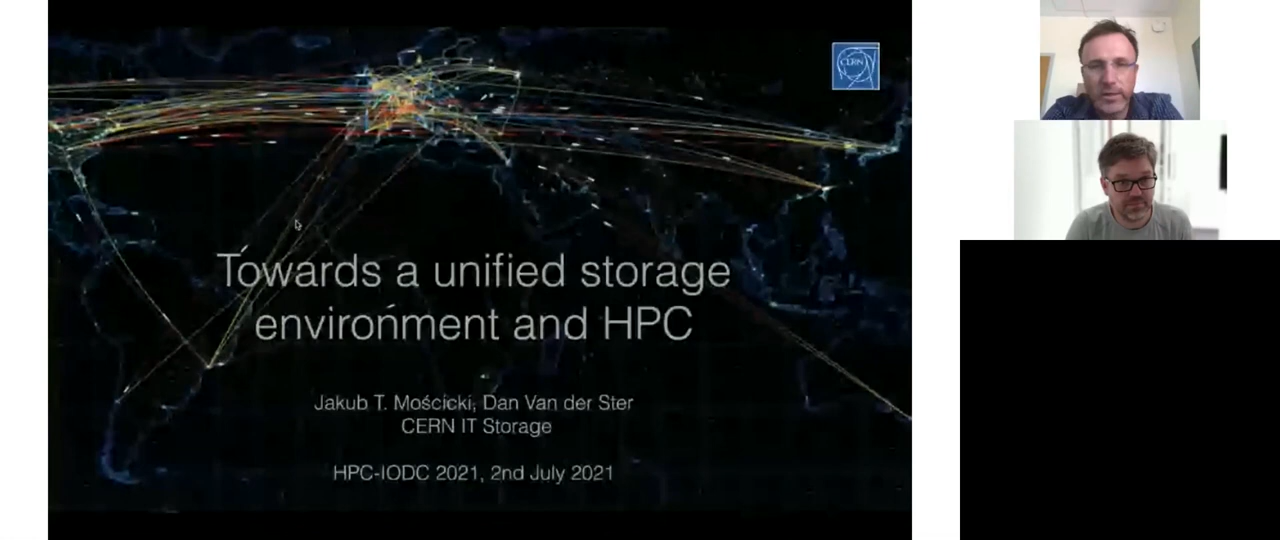 CERN
Towards a unified storage
environment and HPC
Jakub T. Mościcki, Dan Van der Ster
CERN IT Storage
HPC-IODC 2021, 2nd July 2021